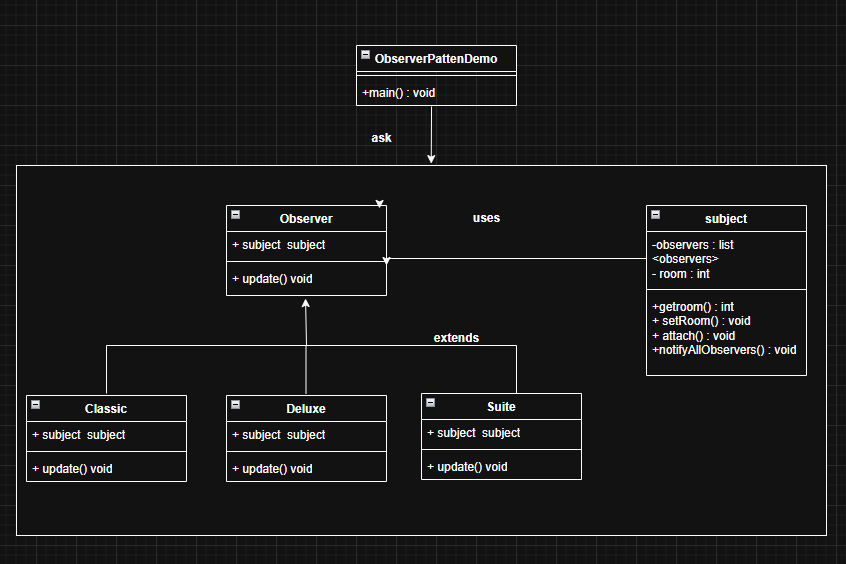 ObserverPattenDemo
+main() : void
ask
Observer
+ subject subject
+ update() void
uses
subject
-observers : list
<observers>
- room : int
+getroom() : int
+ setRoom() : void
+ attach() : void
+notifyAllObservers() : void
extends
Classic
+ subject subject
+ update() void
Deluxe
+ subject subject
+ update() void
Suite
+ subject subject
+ update() void